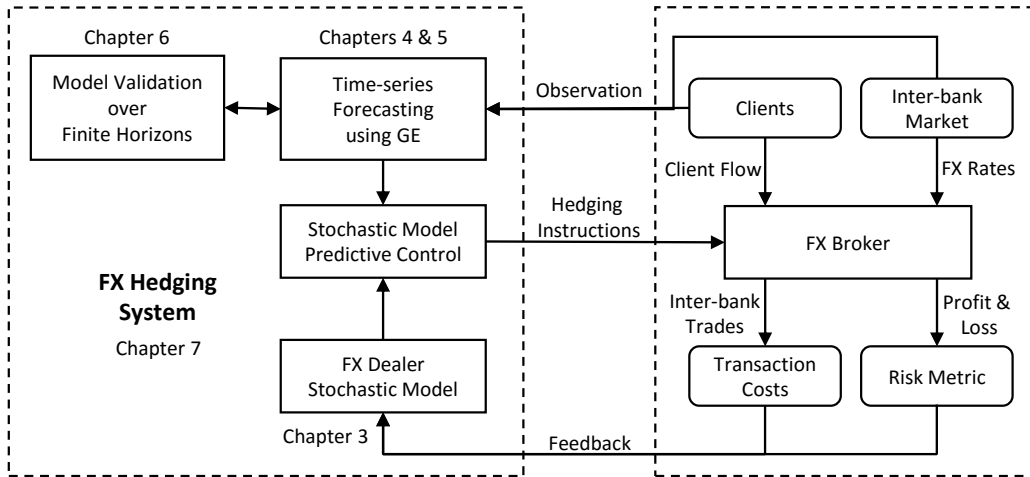 Chapter 6
Model Validation
over
Finite Horizons
Chapters 4 & 5
Time-series
Forecasting
using GE
Observation
Clients
Inter-bank
Market
Client Flow
FX Rates
Stochastic Model
Predictive Control
Hedging
Instructions
FX Broker
FX Hedging
System
Chapter 7
Inter-bank
Trades
Profit &
Loss
FX Dealer
Stochastic Model
Chapter 3
Transaction
Costs
Risk Metric
Feedback